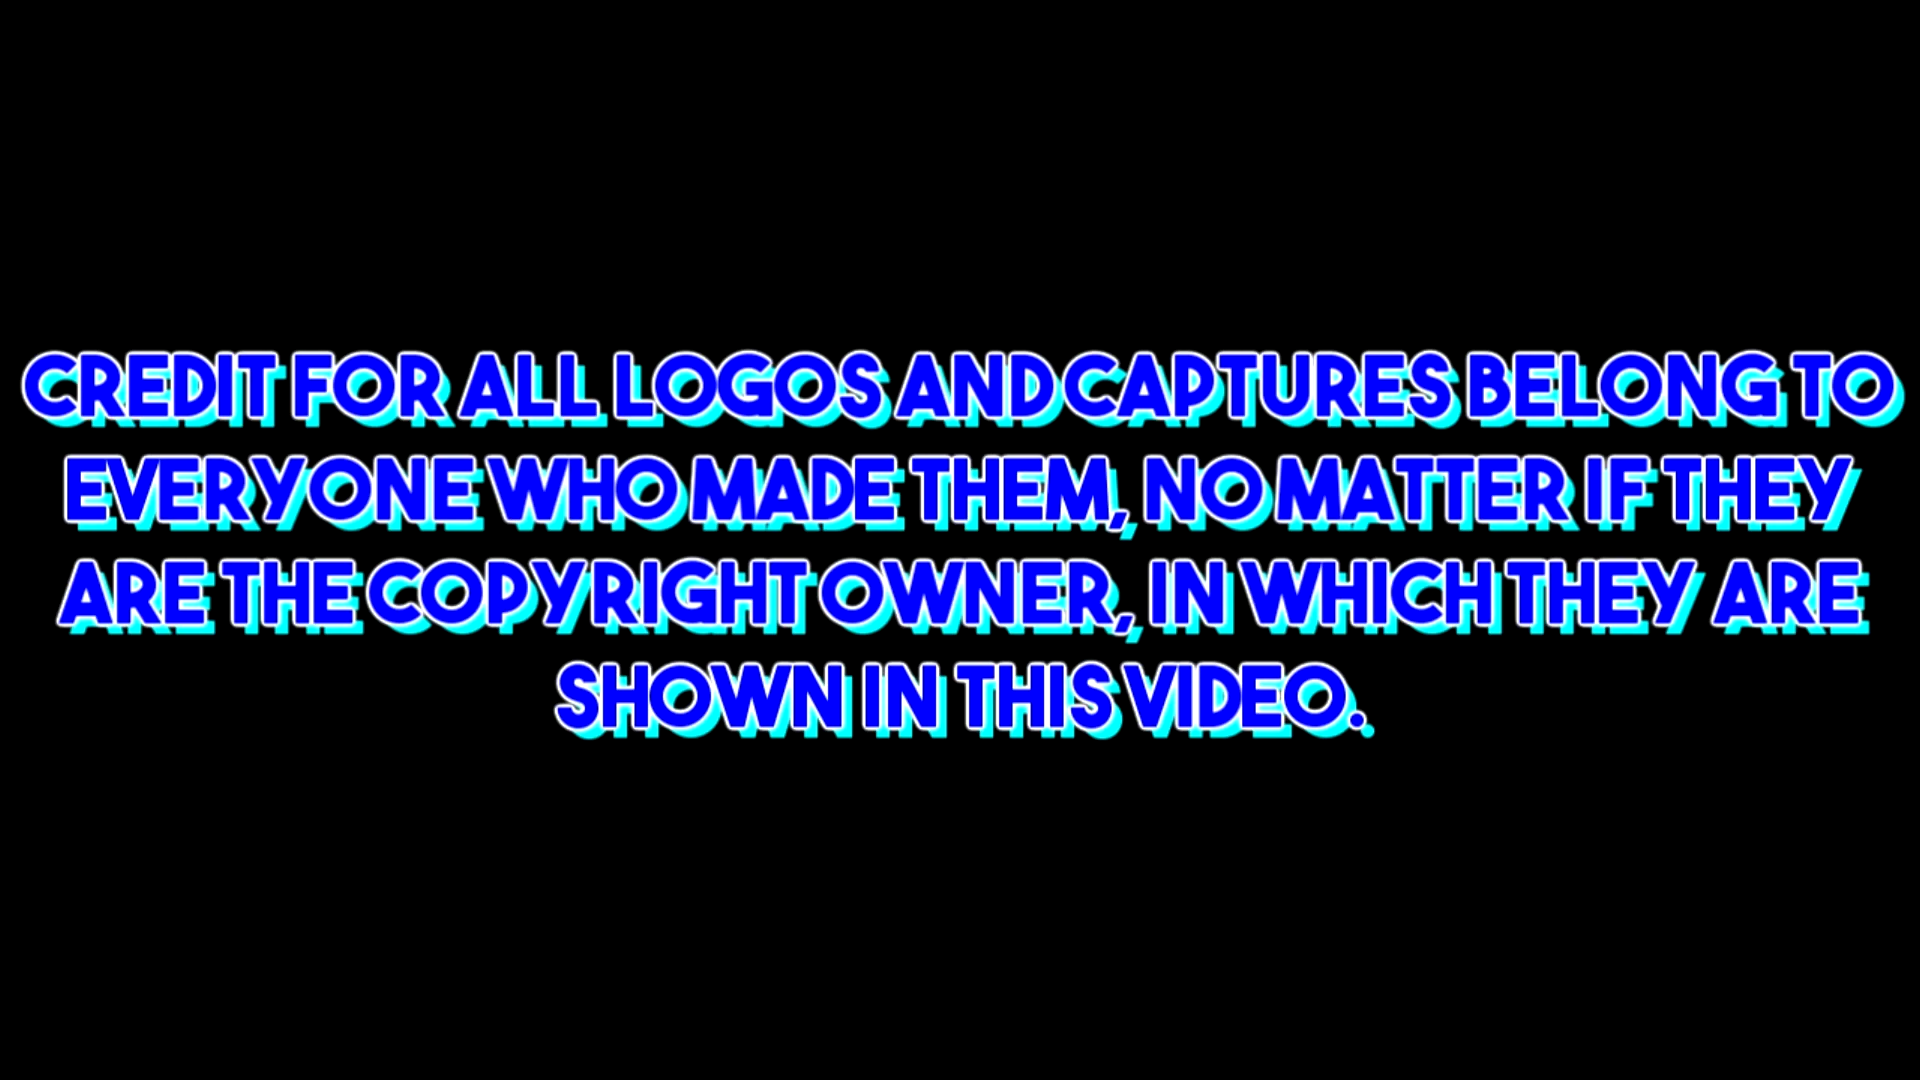 CREDIT FOR ALL LOGOS AND CAPTURES BELONG TO
EVERYONE WHO MADE THEM, NO MATTER IF THEY
ARE THE COPYRIGHT OWNER, IN WHICH THEY ARE
SHOWN IN THIS VIDEO.